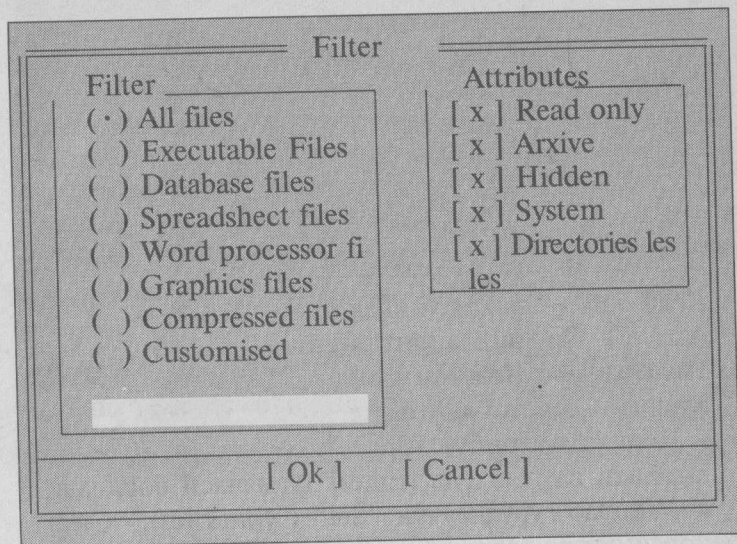 Filter
Filter
(·) All files
( ) Executable Files
( ) Database files
( ) Spreadshect files
( ) Word processor fi
( ) Graphics files
( ) Compressed files
( ) Customised
Attributes
[ x ] Read only
[ x ] Arxive
[ x ] Hidden
[ x ] System
[ x ] Directories les
les
[ Ok ] [ Cancel ]